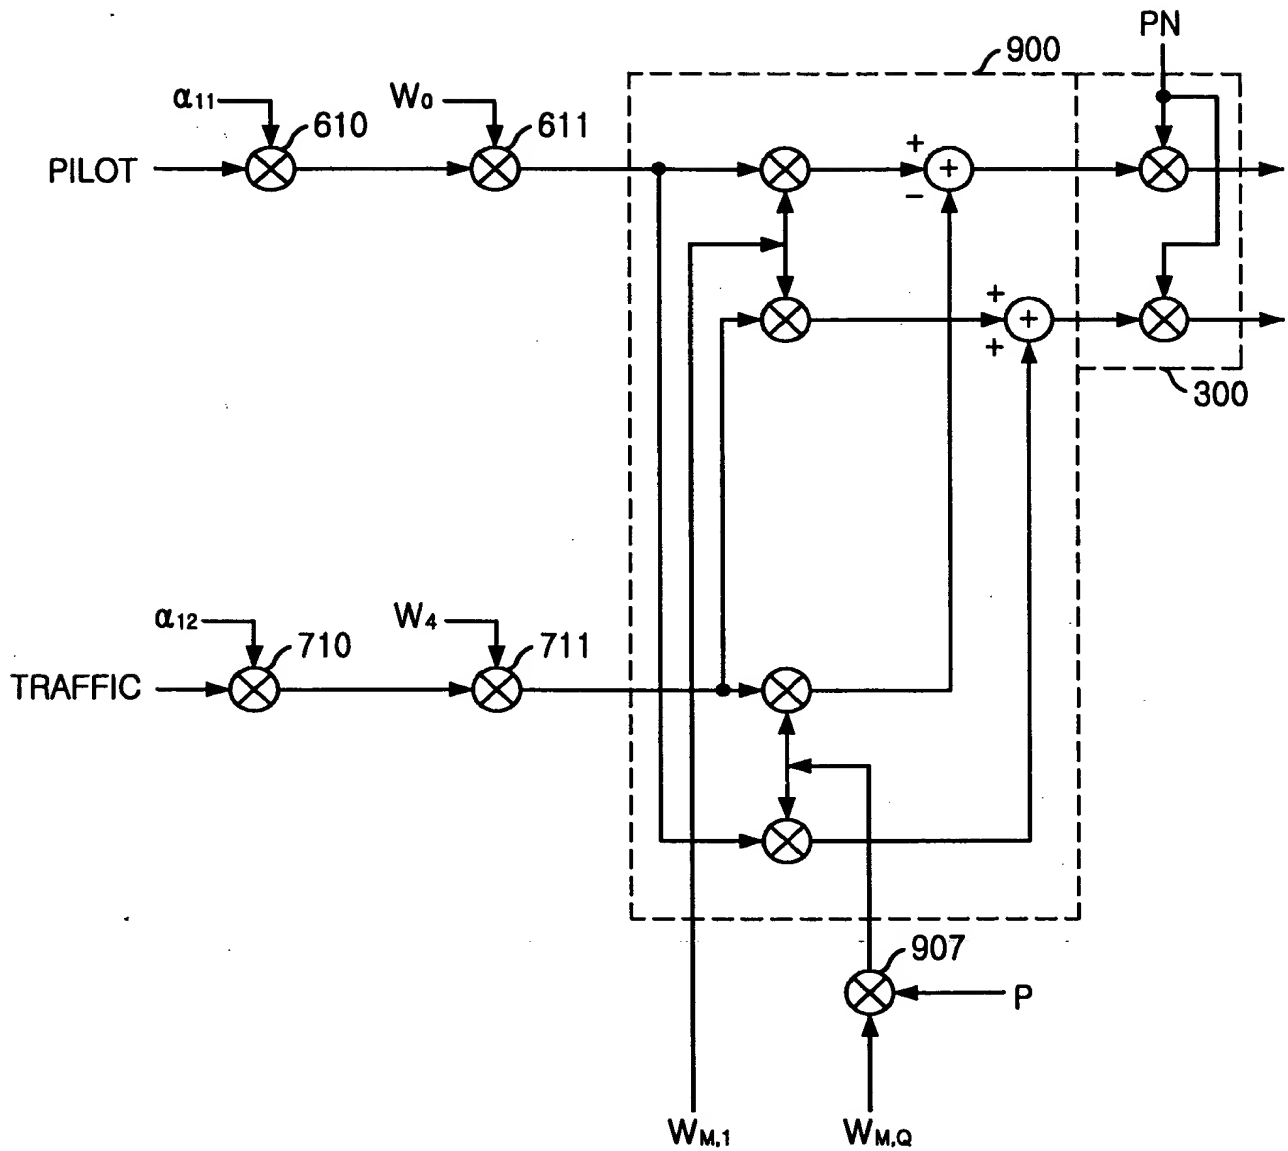 PN
900
α11
W0
610
611
PILOT
+
+
−
+
+
+
300
α12
W4
710
711
TRAFFIC
907
P
WM,1
WM,Q